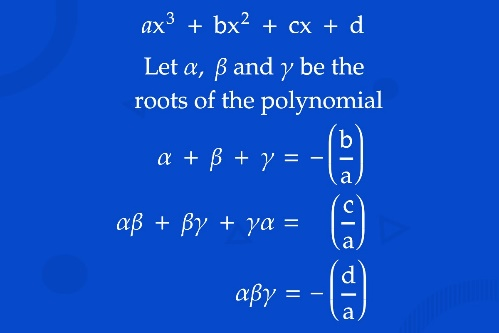 ax³ + bx² + cx + d
Let α, β and γ be the
roots of the polynomial
α + β + γ = −(b/a)
αβ + βγ + γα = (c/a)
αβγ = −(d/a)